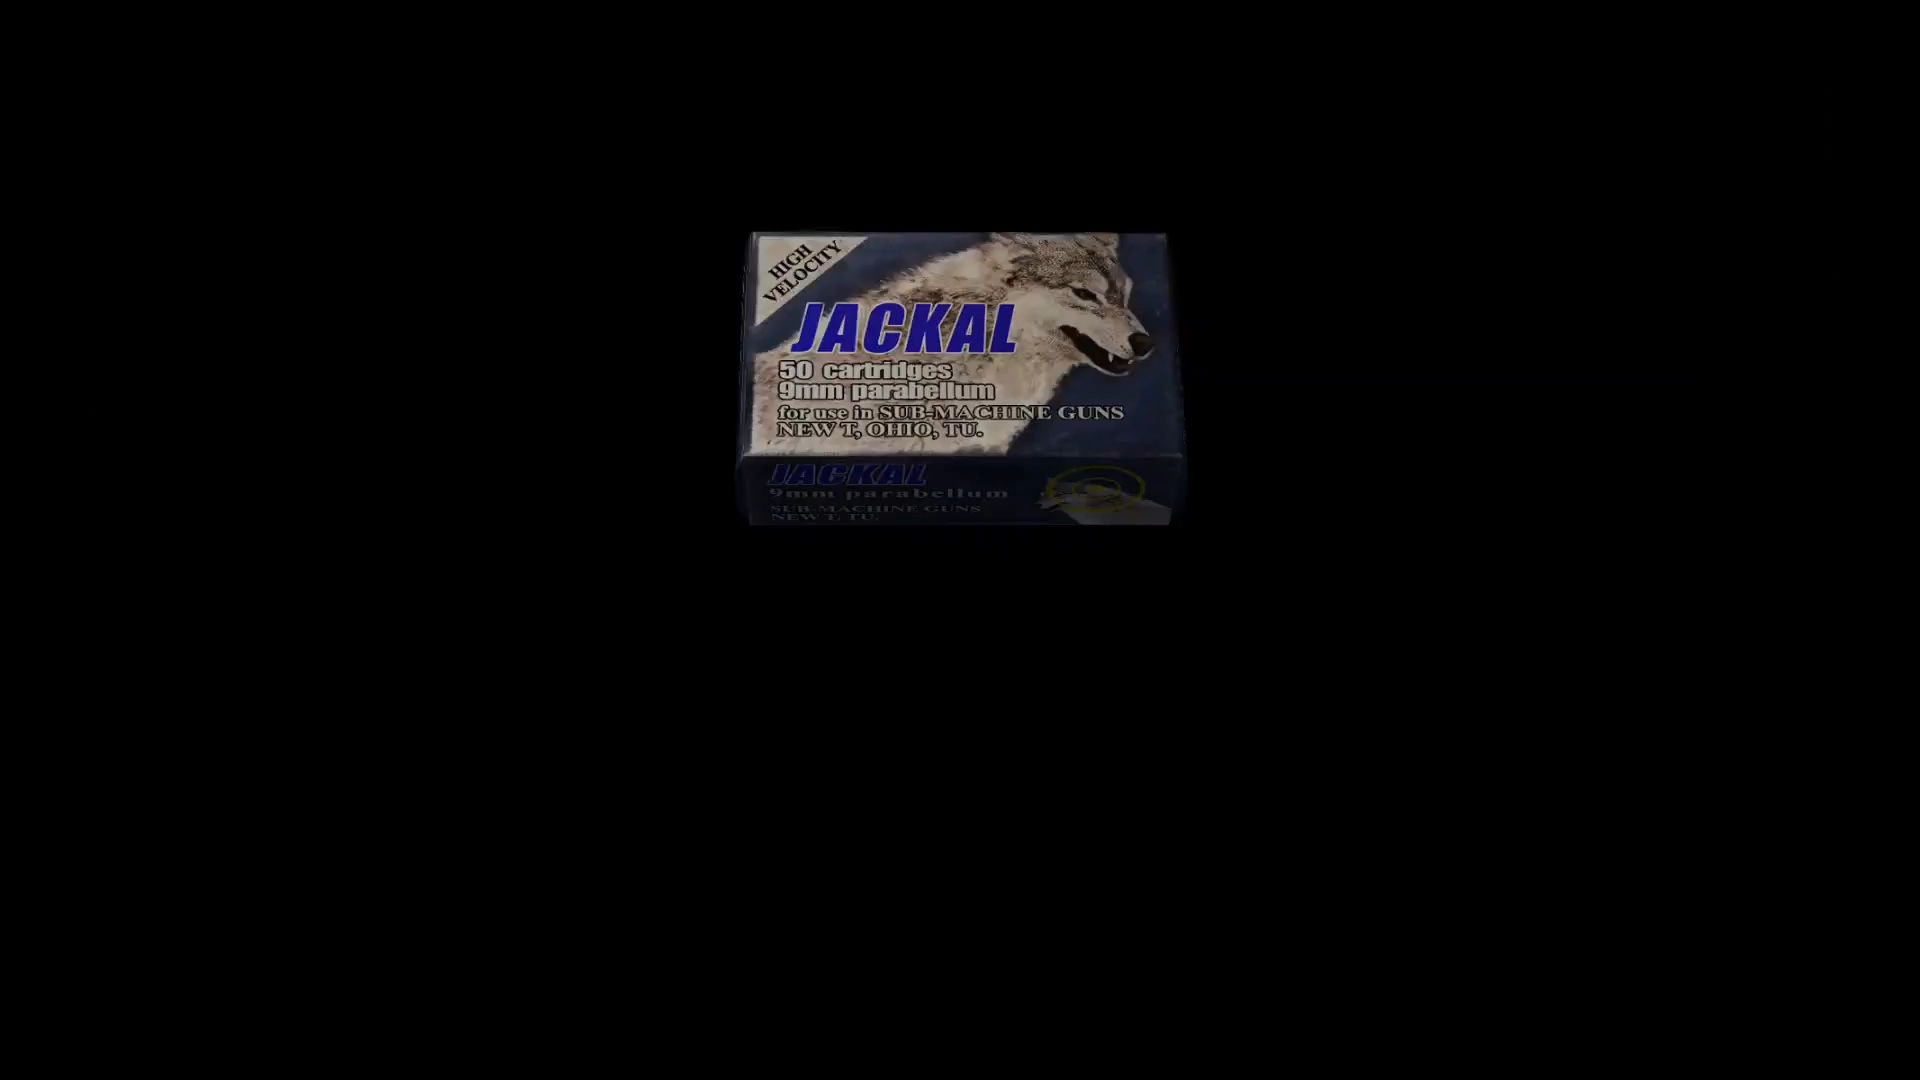 HIGH
VELOCITY
JACKAL
50 cartridges
9mm parabellum
for use in SUB-MACHINE GUNS
NEW T, OHIO, TU.
JACKAL
9mm parabellum
SUB-MACHINE GUNS
NEW T, TU.